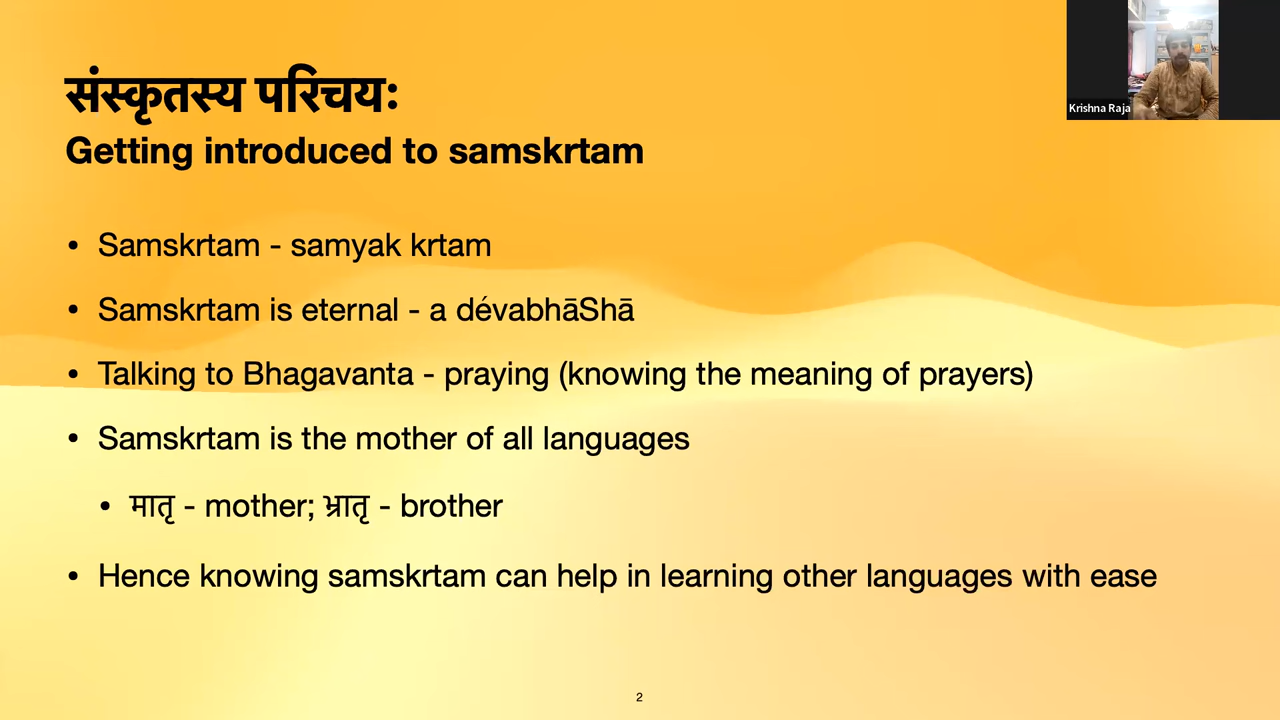 संस्कृतस्य परिचयः
Getting introduced to samskrtam
Krishna Raja
• Samskrtam - samyak krtam
• Samskrtam is eternal - a dévabhāShā
• Talking to Bhagavanta - praying (knowing the meaning of prayers)
• Samskrtam is the mother of all languages
• मातृ - mother; भ्रातृ - brother
• Hence knowing samskrtam can help in learning other languages with ease
2